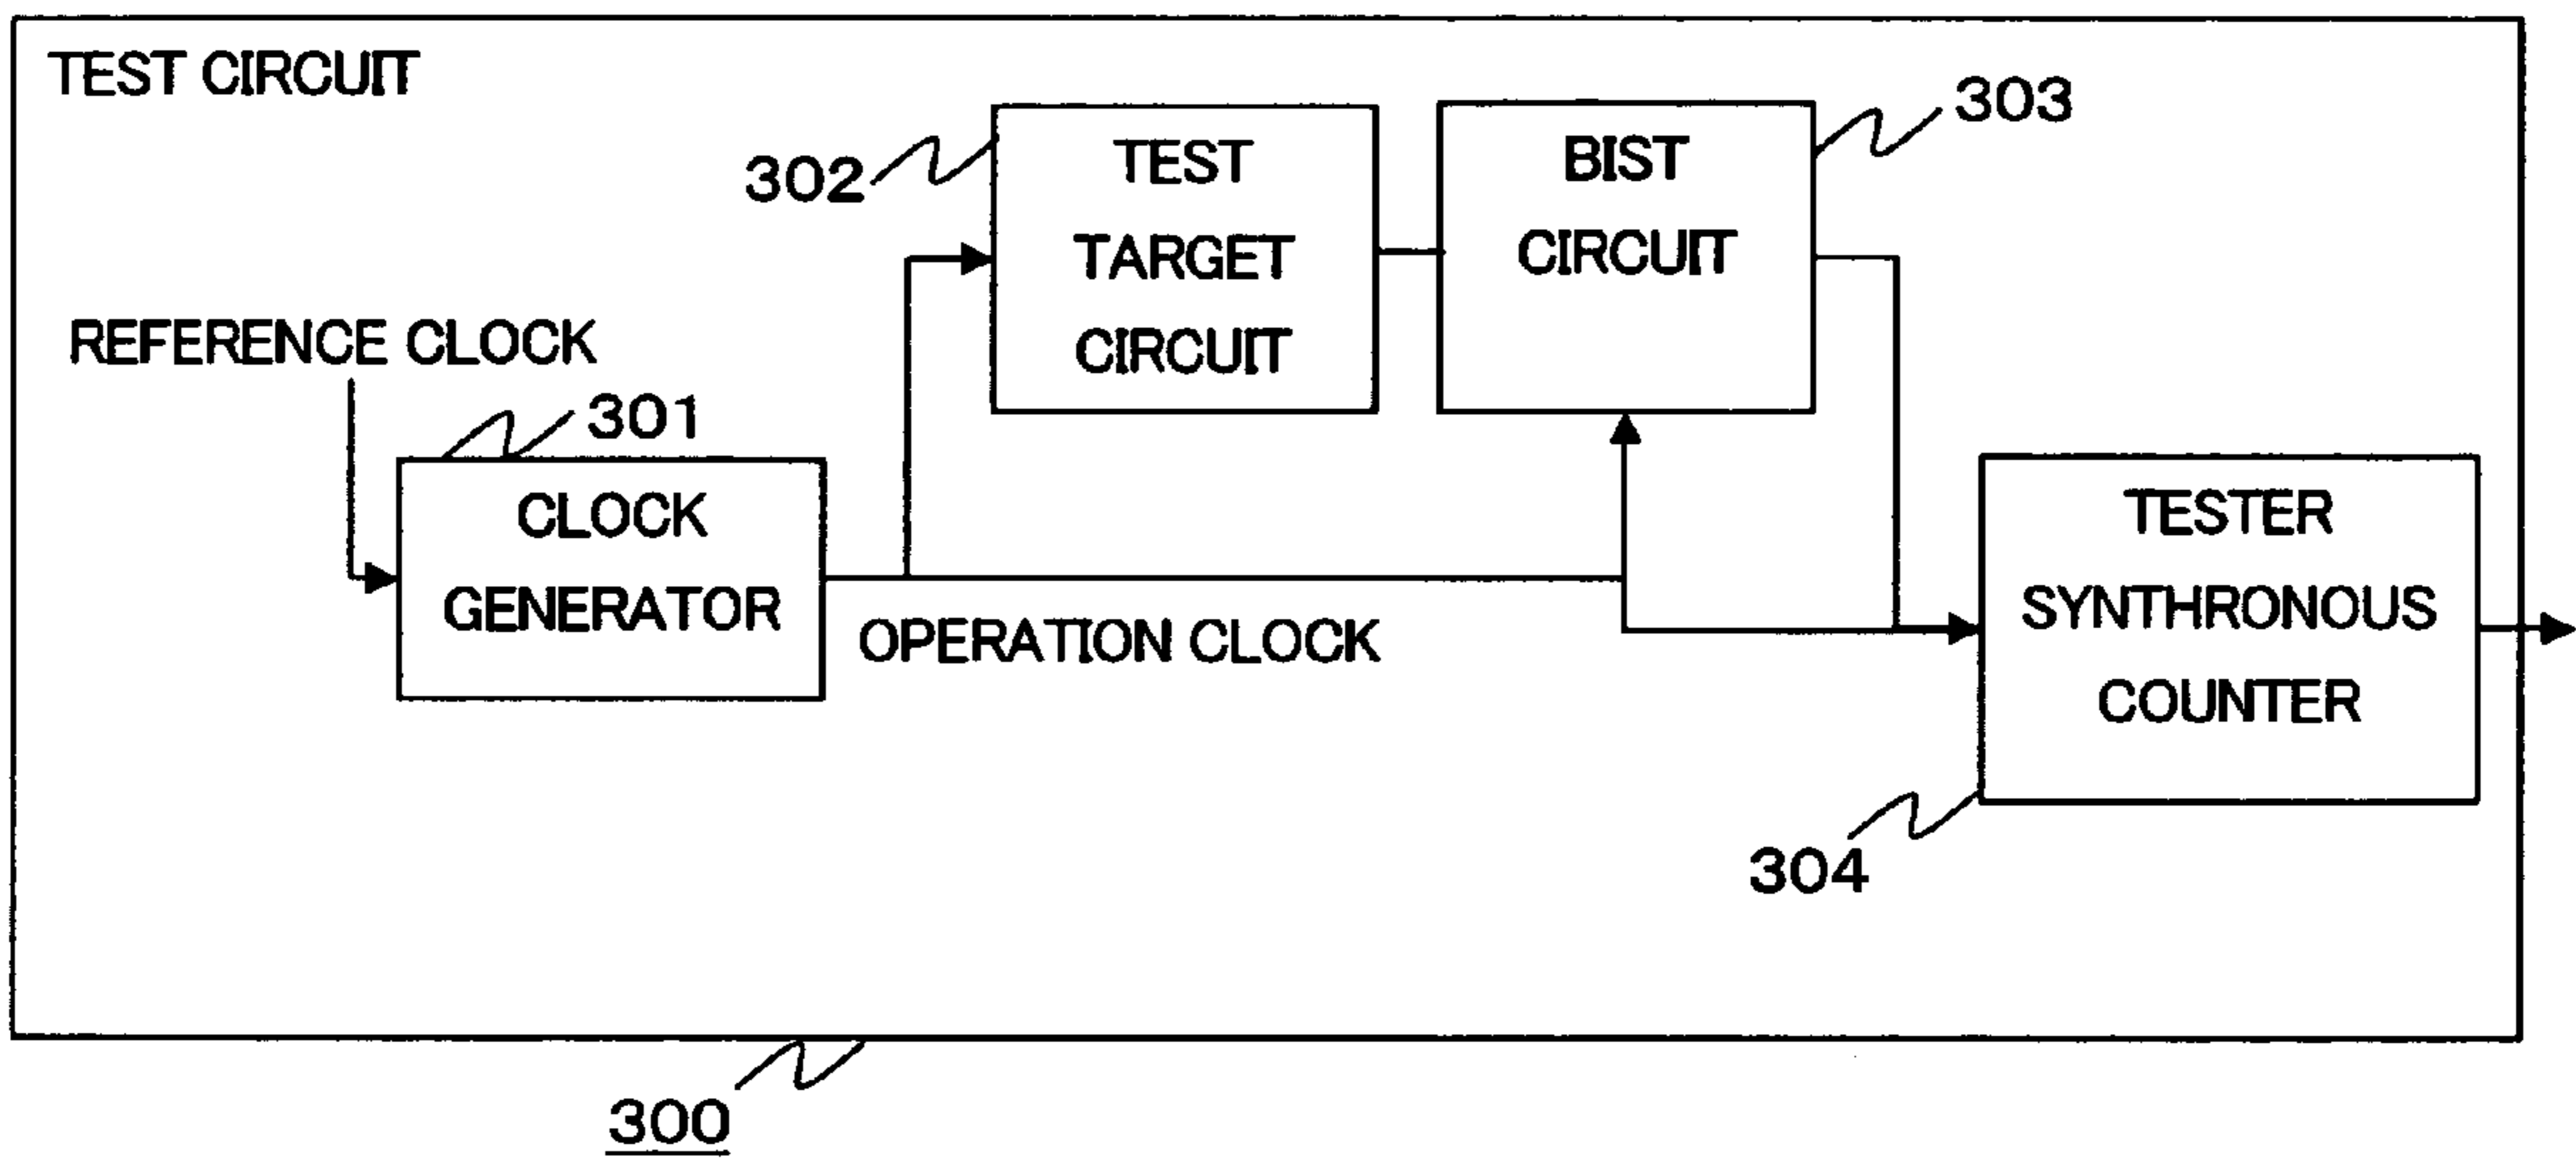 TEST CIRCUIT
303
302
TEST
TARGET
CIRCUIT
BIST
CIRCUIT
REFERENCE CLOCK
301
CLOCK
GENERATOR
OPERATION CLOCK
TESTER
SYNTHRONOUS
COUNTER
304
300